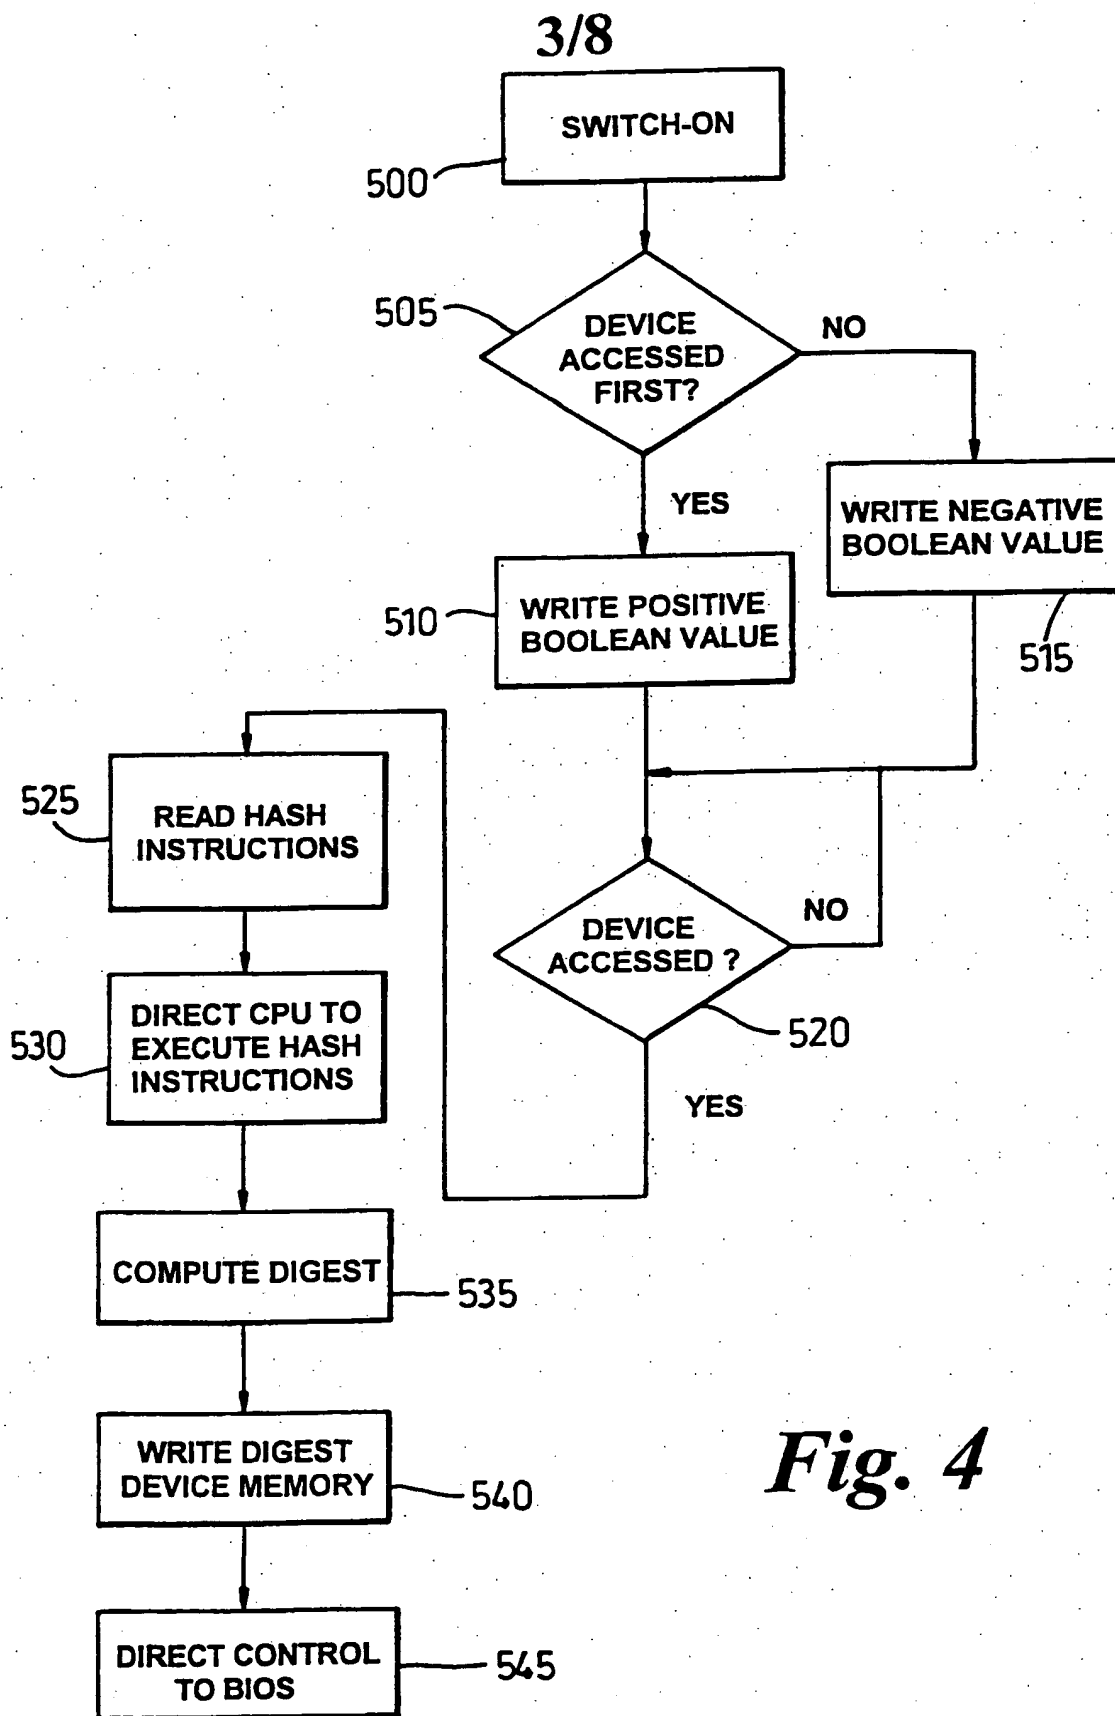 3/8
SWITCH-ON
500
505
DEVICE
ACCESSED
FIRST?
NO
YES
WRITE NEGATIVE
BOOLEAN VALUE
515
510
WRITE POSITIVE
BOOLEAN VALUE
DEVICE
ACCESSED ?
NO
520
YES
525
READ HASH
INSTRUCTIONS
530
DIRECT CPU TO
EXECUTE HASH
INSTRUCTIONS
COMPUTE DIGEST
535
WRITE DIGEST
DEVICE MEMORY
540
DIRECT CONTROL
TO BIOS
545
Fig. 4